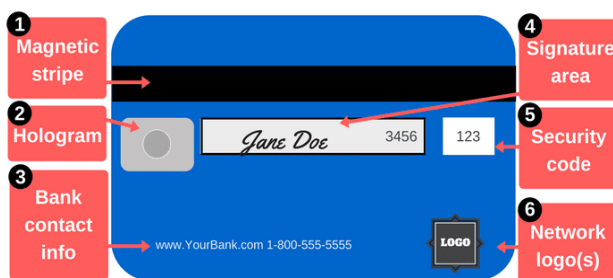 1
Magnetic
stripe
2
Hologram
3
Bank
contact
info
Jane Doe
3456
123
www.YourBank.com 1-800-555-5555
LOGO
4
Signature
area
5
Security
code
6
Network
logo(s)